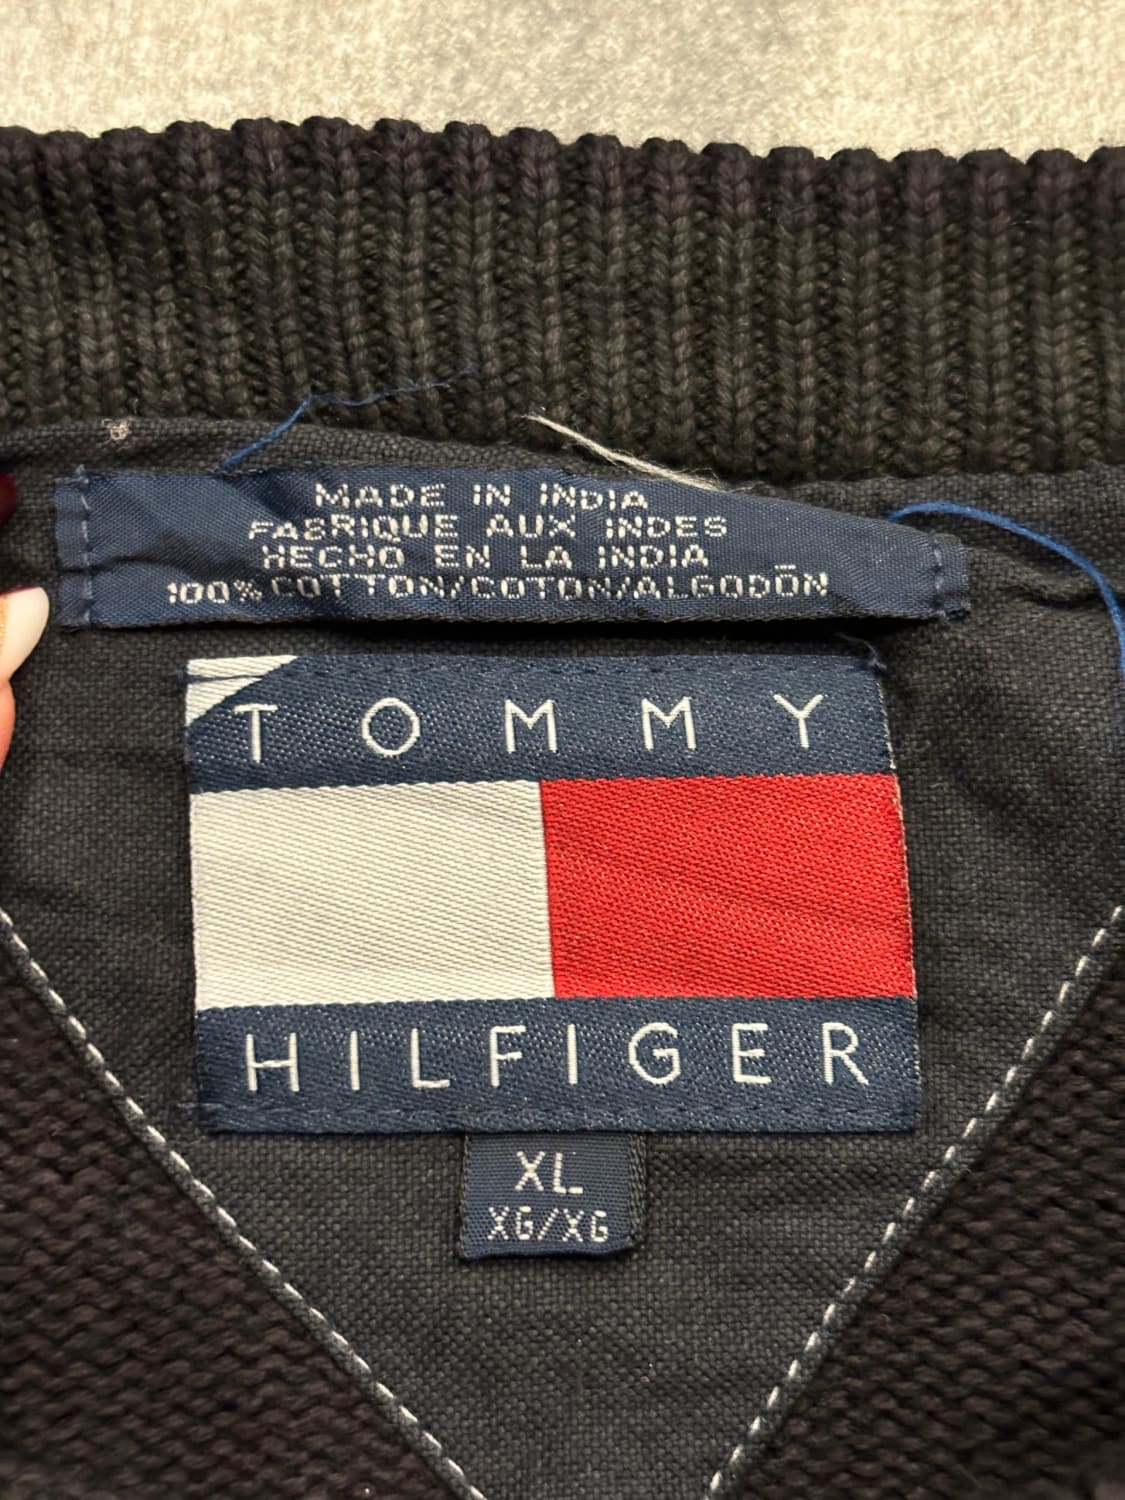 MADE IN INDIA
FABRIQUE AUX INDES
HECHO EN LA INDIA
100% COTTON/COTON/ALGODÓN
TOMMY
HILFIGER
XL
XG/XG